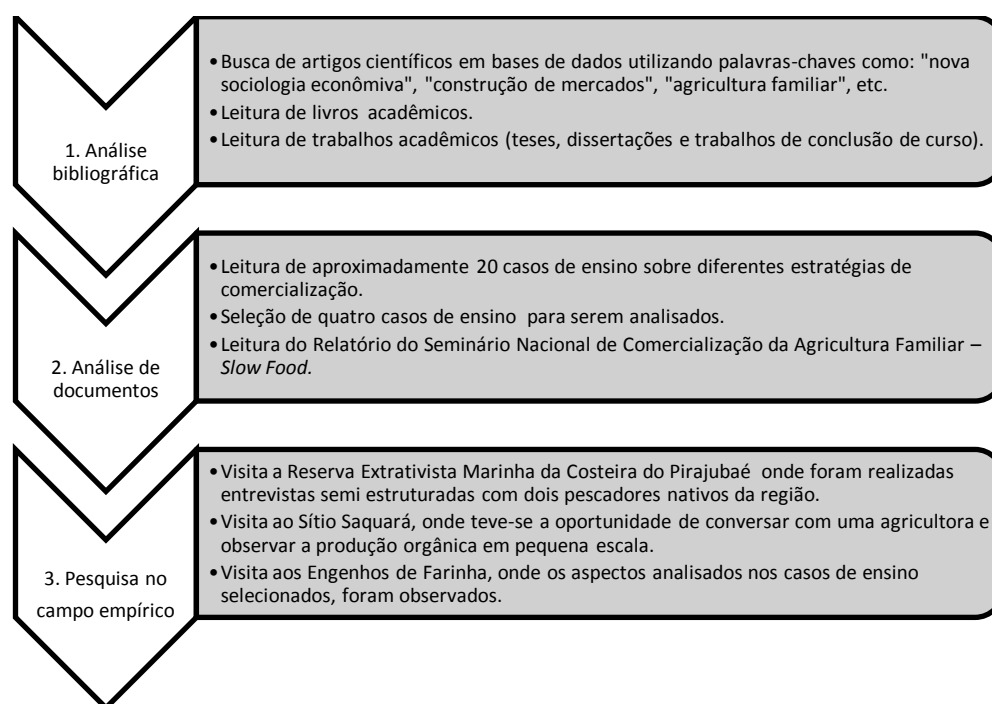 •Busca de artigos científicos em bases de dados utilizando palavras-chaves como: "nova
sociologia econômiva", "construção de mercados", "agricultura familiar", etc.
•Leitura de livros acadêmicos.
•Leitura de trabalhos acadêmicos (teses, dissertações e trabalhos de conclusão de curso).
1. Análise
bibliográfica
•Leitura de aproximadamente 20 casos de ensino sobre diferentes estratégias de
comercialização.
•Seleção de quatro casos de ensino para serem analisados.
•Leitura do Relatório do Seminário Nacional de Comercialização da Agricultura Familiar –
Slow Food.
2. Análise de
documentos
•Visita a Reserva Extrativista Marinha da Costeira do Pirajubaé onde foram realizadas
entrevistas semi estruturadas com dois pescadores nativos da região.
•Visita ao Sítio Saquará, onde teve-se a oportunidade de conversar com uma agricultora e
observar a produção orgânica em pequena escala.
•Visita aos Engenhos de Farinha, onde os aspectos analisados nos casos de ensino
selecionados, foram observados.
3. Pesquisa no
campo empírico